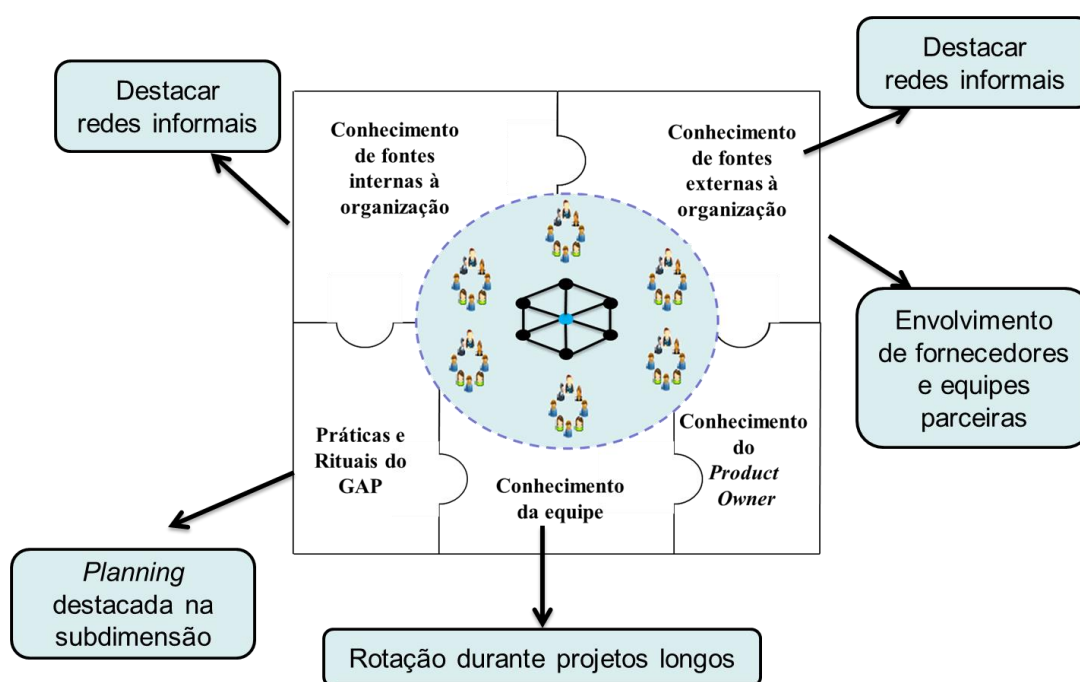 Destacar
redes informais
Destacar
redes informais
Conhecimento
de fontes
internas à
organização
Conhecimento
de fontes
externas à
organização
Envolvimento
de fornecedores
e equipes
parceiras
Práticas e
Rituais do
GAP
Conhecimento
da equipe
Conhecimento
do
Product
Owner
Planning
destacada na
subdimensão
Rotação durante projetos longos